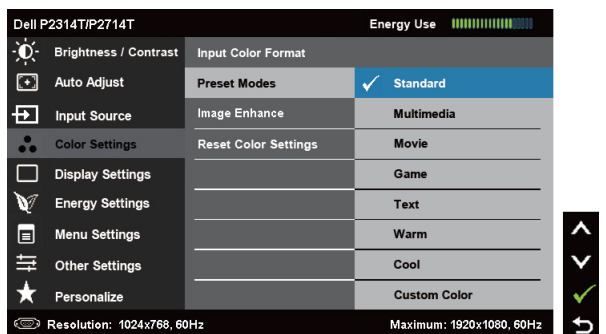 Dell P2314T/P2714T
Energy Use
Brightness / Contrast
Input Color Format
Auto Adjust
Preset Modes
Standard
Input Source
Image Enhance
Multimedia
Color Settings
Reset Color Settings
Movie
Display Settings
Game
Energy Settings
Text
Menu Settings
Warm
Other Settings
Cool
Personalize
Custom Color
Resolution: 1024x768, 60Hz
Maximum: 1920x1080, 60Hz